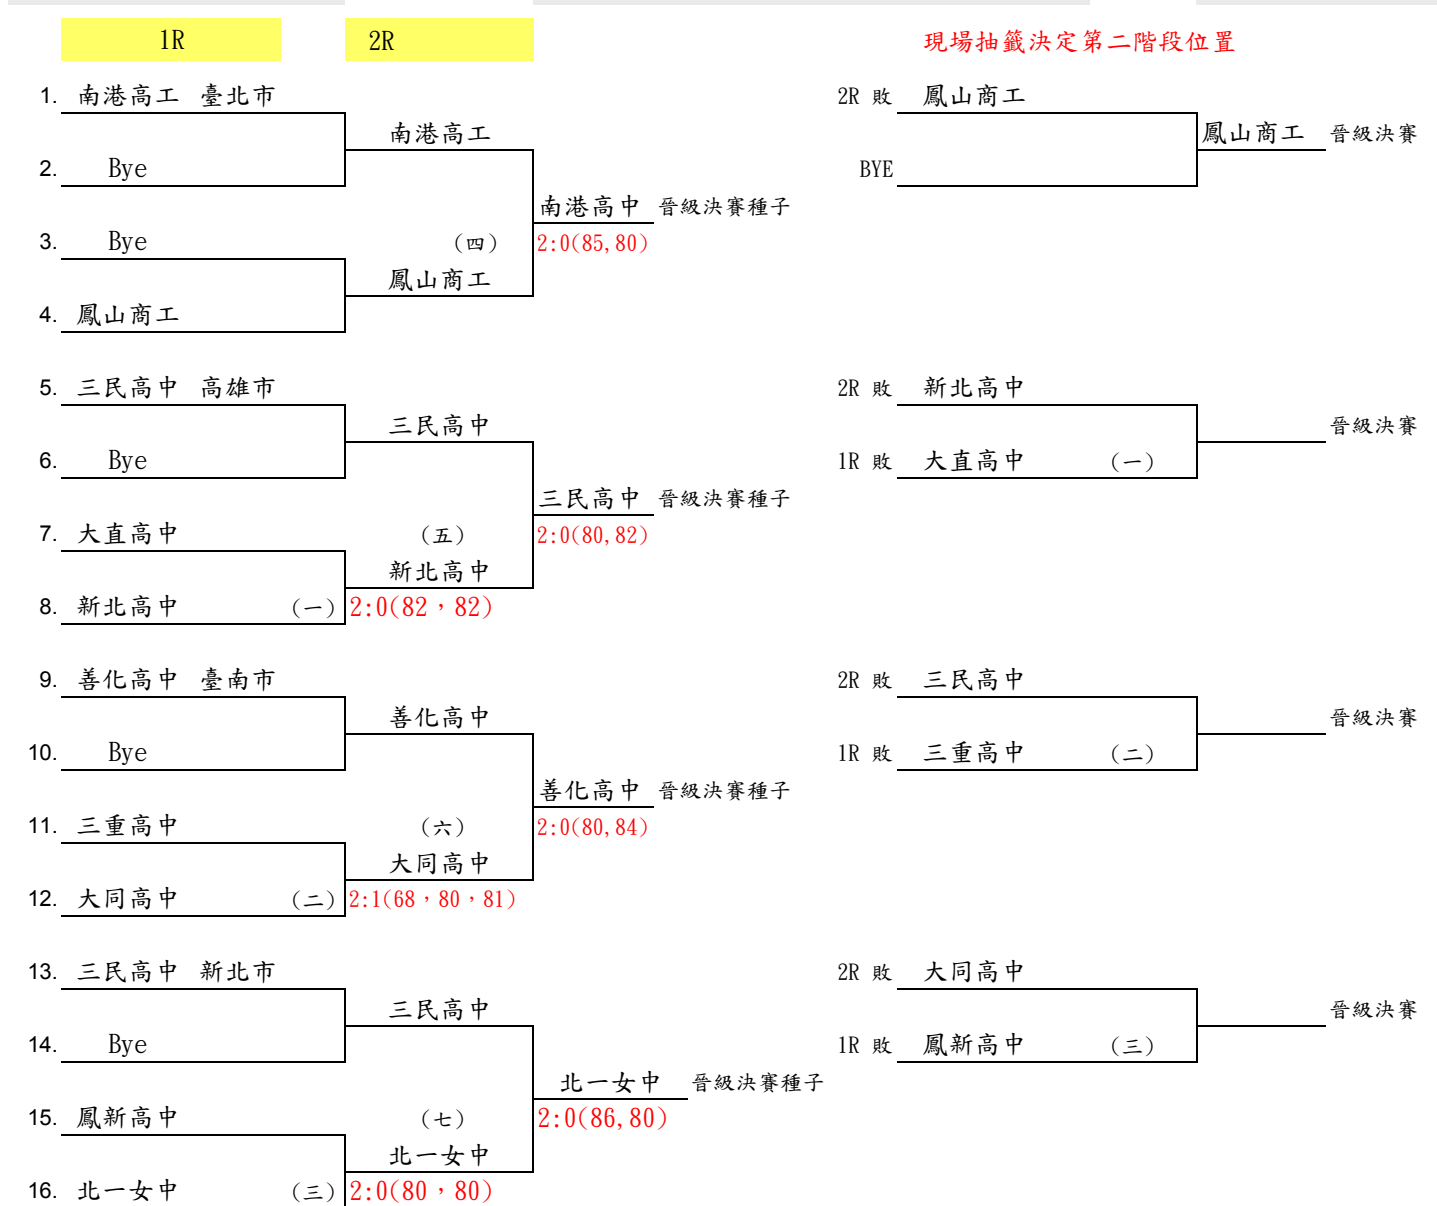 1R 2R 現場抽籤決定第二階段位置
1. 南港高工 臺北市 2R 敗 鳳山商工
南港高工 鳳山商工 晉級決賽
2. Bye BYE
南港高中 晉級決賽種子
3. Bye (四) 2:0(85,80)
鳳山商工
4. 鳳山商工
5. 三民高中 高雄市 2R 敗 新北高中
三民高中 晉級決賽
6. Bye 1R 敗 大直高中 (一)
三民高中 晉級決賽種子
7. 大直高中 (五) 2:0(80,82)
新北高中
8. 新北高中 (一) 2:0(82，82)
9. 善化高中 臺南市 2R 敗 三民高中
善化高中 晉級決賽
10. Bye 1R 敗 三重高中 (二)
善化高中 晉級決賽種子
11. 三重高中 (六) 2:0(80,84)
大同高中
12. 大同高中 (二) 2:1(68，80，81)
13. 三民高中 新北市 2R 敗 大同高中
三民高中 晉級決賽
14. Bye 1R 敗 鳳新高中 (三)
北一女中 晉級決賽種子
15. 鳳新高中 (七) 2:0(86,80)
北一女中
16. 北一女中 (三) 2:0(80，80)